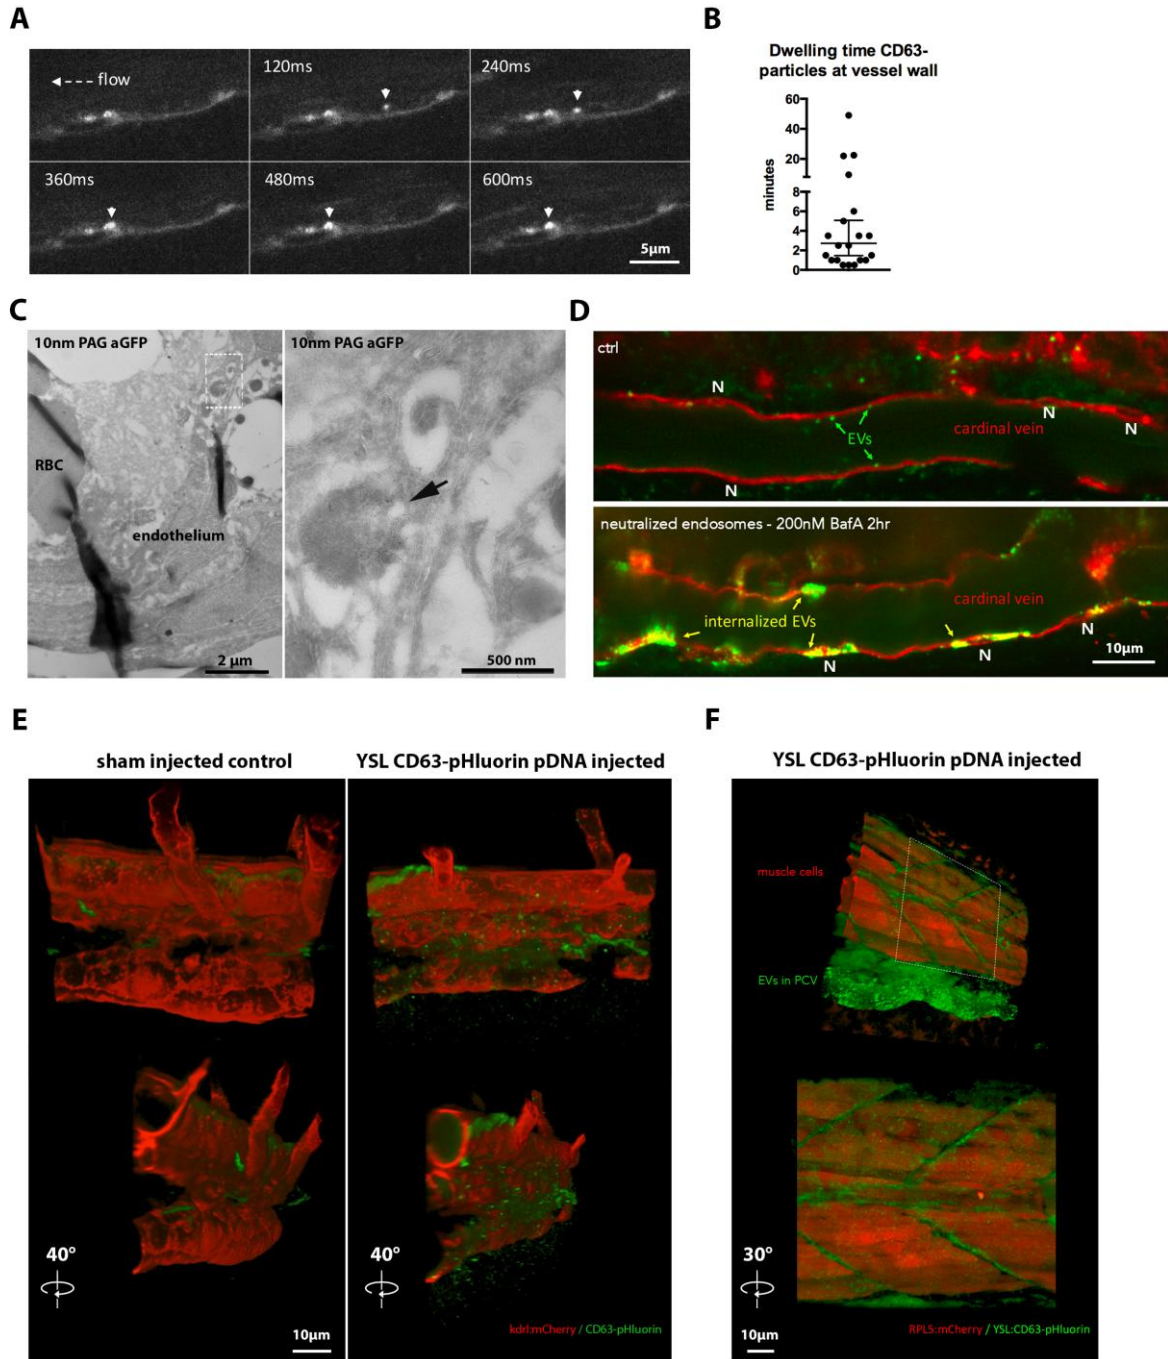 A
flow
120ms
240ms
360ms
480ms
600ms
5µm
B
Dwelling time CD63-
particles at vessel wall
60
40
20
8
6
4
2
0
minutes
C
10nm PAG aGFP
RBC
endothelium
2 µm
10nm PAG aGFP
500 nm
D
ctrl
N
N
N
EVs
cardinal vein
N
neutralized endosomes - 200nM BafA 2hr
cardinal vein
internalized EVs
N
N
N
10µm
E
sham injected control
YSL CD63-pHluorin pDNA injected
40°
10µm
40°
kdrl:mCherry / CD63-pHluorin
F
YSL CD63-pHluorin pDNA injected
muscle cells
EVs in PCV
30°
10µm
RPL5:mCherry / YSL:CD63-pHluorin